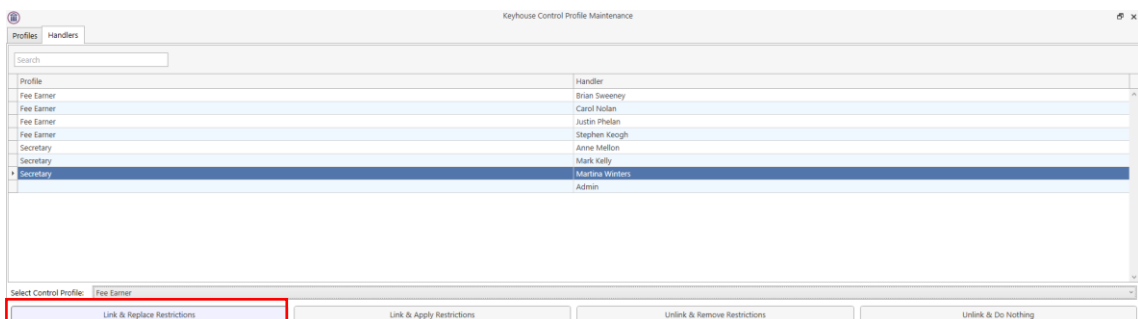 Keyhouse Control Profile Maintenance
Profiles Handlers
Search
Profile Handler
Fee Earner Brian Sweeney
Fee Earner Carol Nolan
Fee Earner Justin Phelan
Fee Earner Stephen Keogh
Secretary Anne Mellon
Secretary Mark Kelly
Secretary Martina Winters
Admin
Select Control Profile: Fee Earner
Link & Replace Restrictions Link & Apply Restrictions Unlink & Remove Restrictions Unlink & Do Nothing